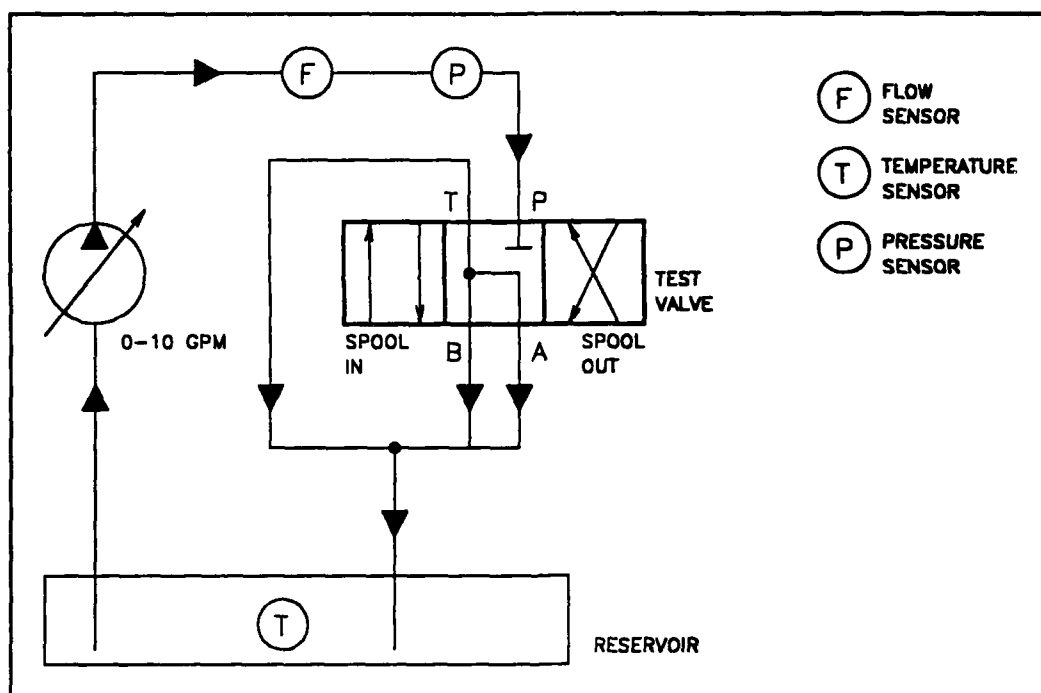 F
P
F
FLOW
SENSOR
T
TEMPERATURE
SENSOR
P
PRESSURE
SENSOR
T
P
TEST
VALVE
0-10 GPM
SPOOL
IN
B
A
SPOOL
OUT
T
RESERVOIR